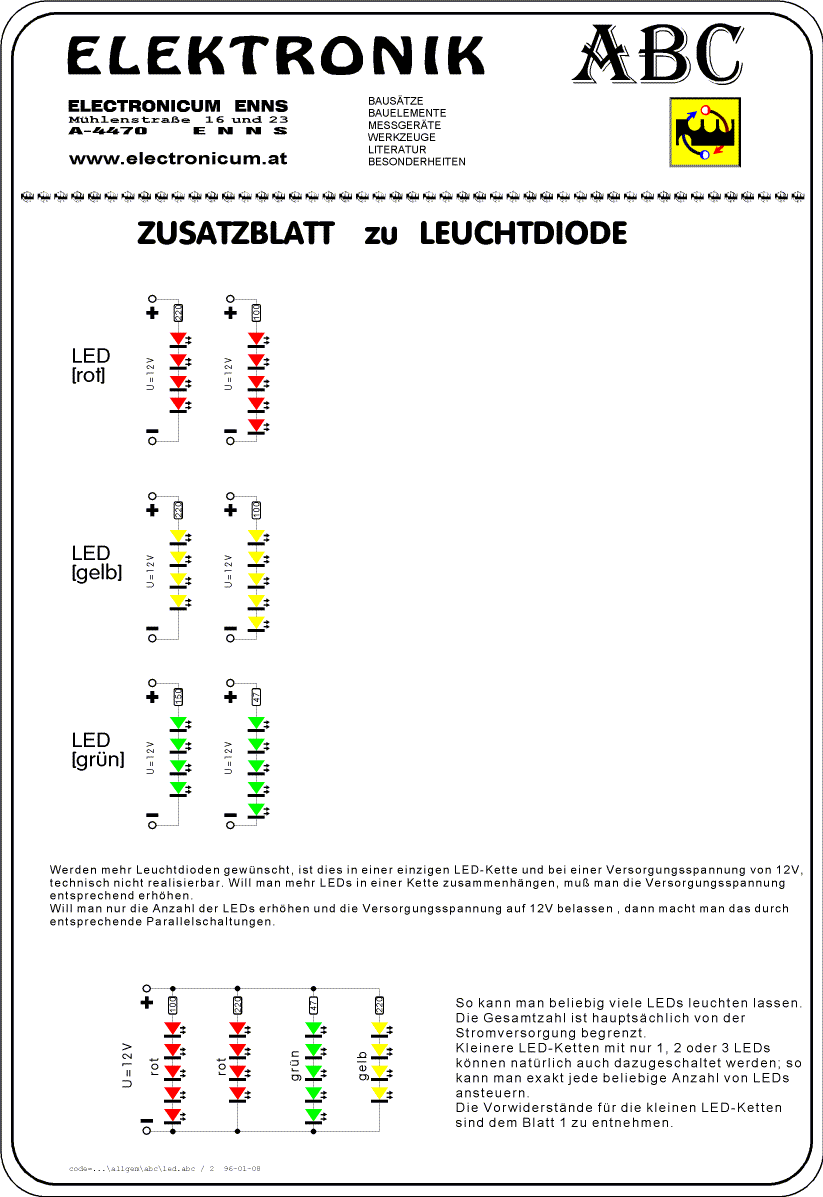 ELEKTRONIK ABC
ELECTRONICUM ENNS
Mühlenstraße 16 und 23
A-4470 ENNS
www.electronicum.at
BAUSÄTZE
BAUELEMENTE
MESSGERÄTE
WERKZEUGE
LITERATUR
BESONDERHEITEN
ZUSATZBLATT zu LEUCHTDIODE
LED
[rot]
+
220
U=12V
–
+
100
U=12V
–
LED
[gelb]
+
220
U=12V
–
+
100
U=12V
–
LED
[grün]
+
150
U=12V
–
+
47
U=12V
–
Werden mehr Leuchtdioden gewünscht, ist dies in einer einzigen LED-Kette und bei einer Versorgungsspannung von 12V,
technisch nicht realisierbar. Will man mehr LEDs in einer Kette zusammenhängen, muß man die Versorgungsspannung
entsprechend erhöhen.
Will man nur die Anzahl der LEDs erhöhen und die Versorgungsspannung auf 12V belassen , dann macht man das durch
entsprechende Parallelschaltungen.
+
U=12V
–
100
rot
220
rot
47
grün
220
gelb
So kann man beliebig viele LEDs leuchten lassen.
Die Gesamtzahl ist hauptsächlich von der
Stromversorgung begrenzt.
Kleinere LED-Ketten mit nur 1, 2 oder 3 LEDs
können natürlich auch dazugeschaltet werden; so
kann man exakt jede beliebige Anzahl von LEDs
ansteuern.
Die Vorwiderstände für die kleinen LED-Ketten
sind dem Blatt 1 zu entnehmen.
code=...\allgem\abc\led.abc / 2 96-01-08